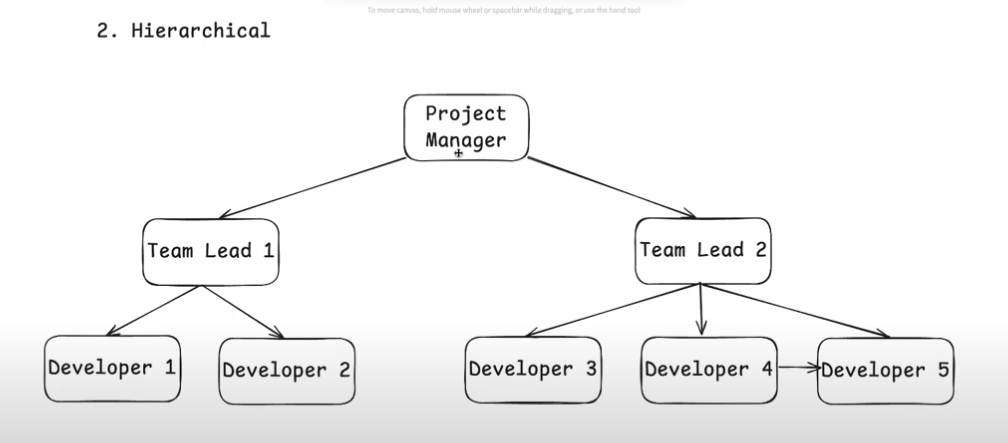 To move canvas, hold mouse wheel or spacebar while dragging, or use the hand tool
2. Hierarchical
Project
Manager
Team Lead 1
Team Lead 2
Developer 1
Developer 2
Developer 3
Developer 4
Developer 5